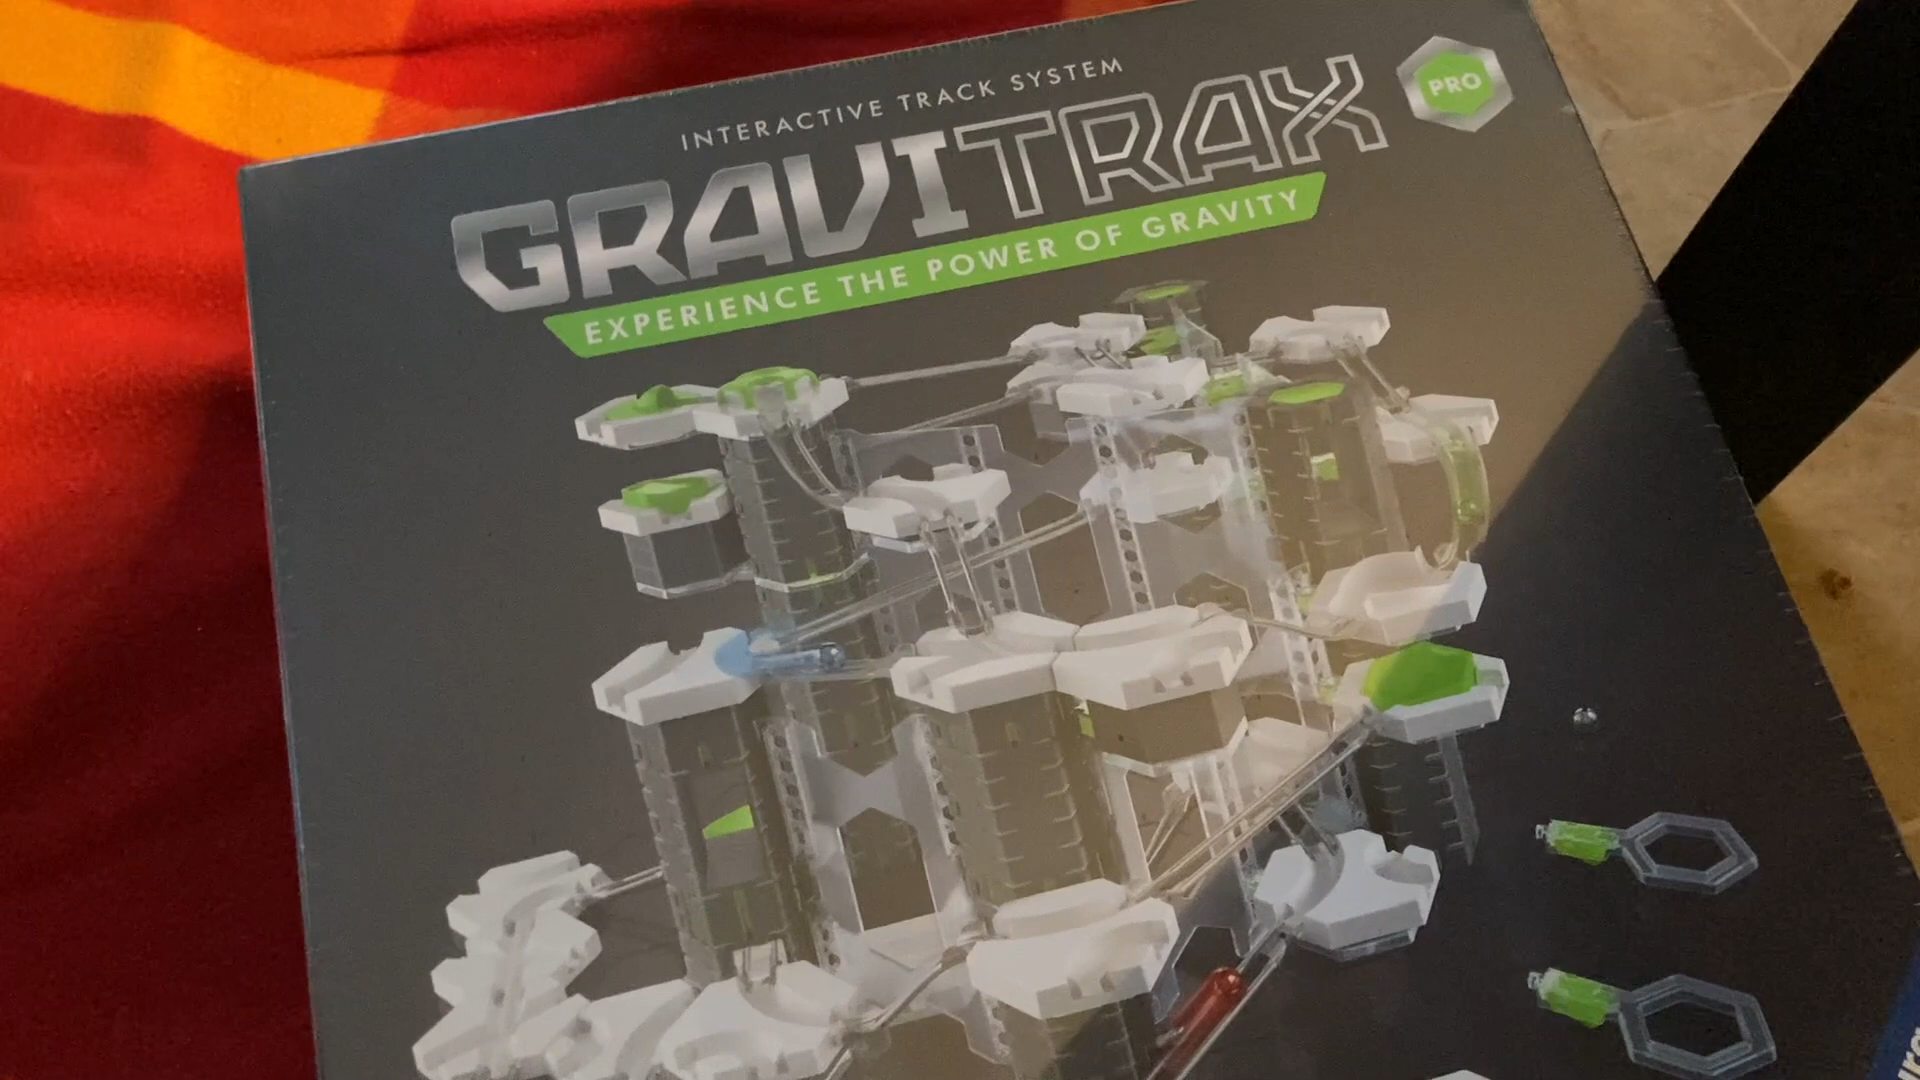 INTERACTIVE TRACK SYSTEM
GRAVITRAX
PRO
EXPERIENCE THE POWER OF GRAVITY